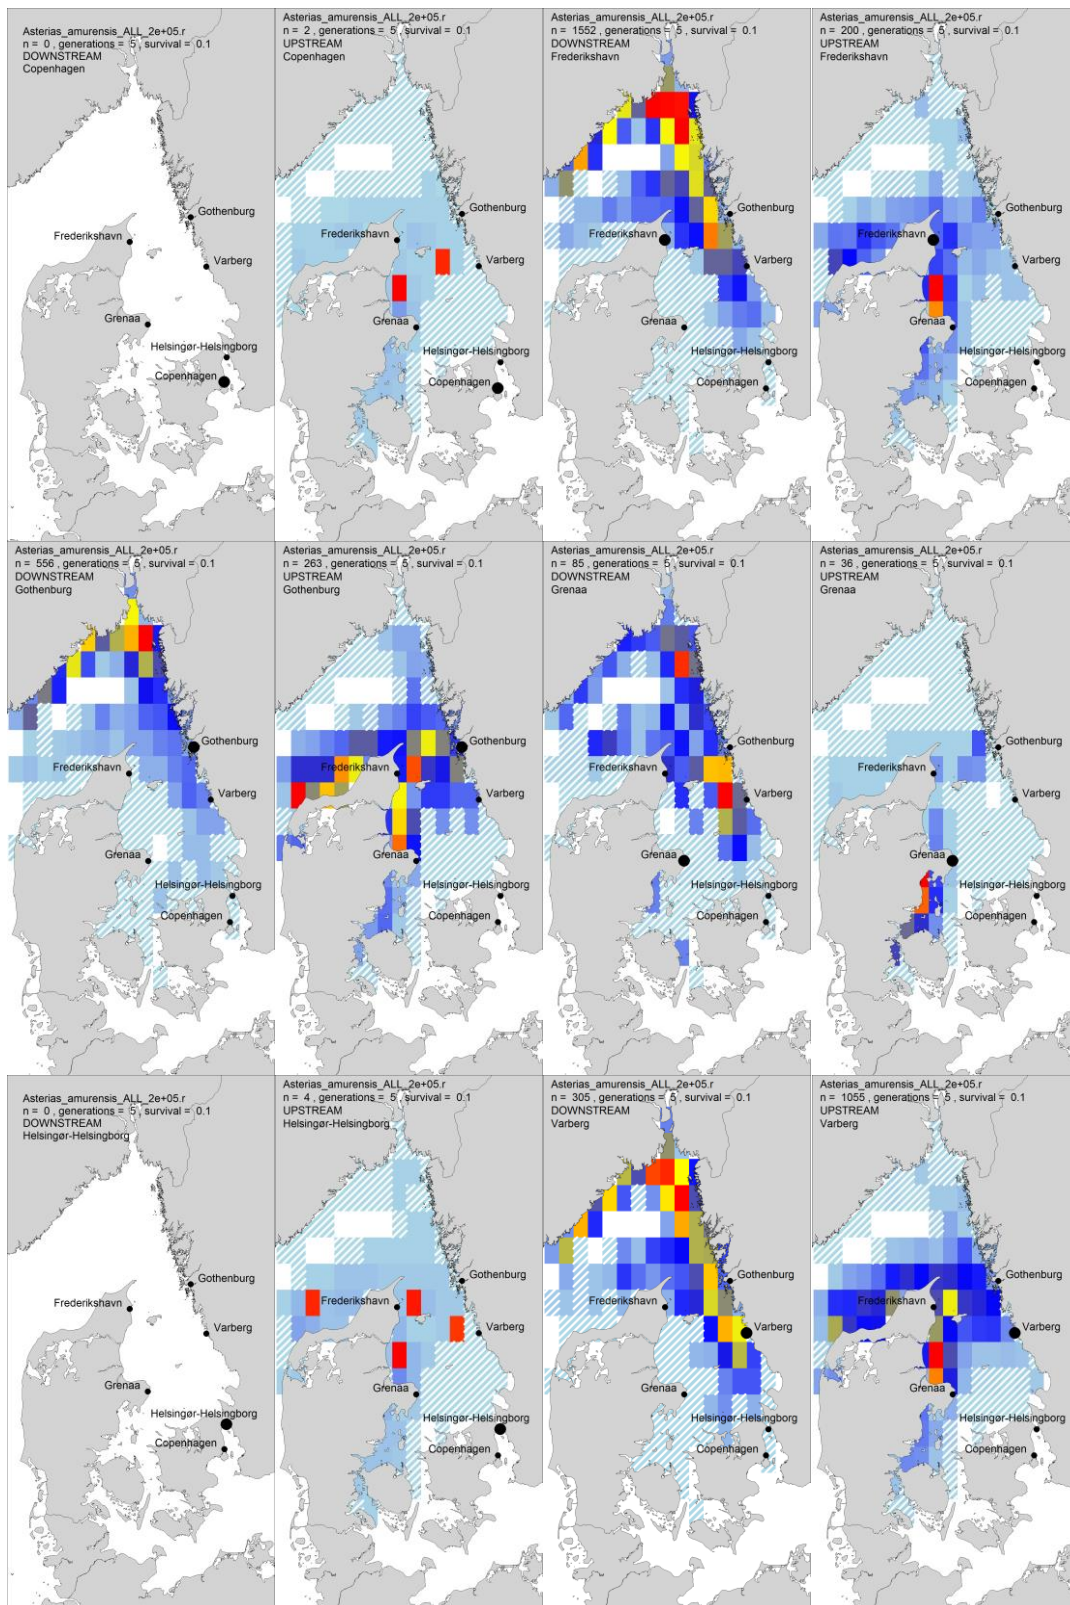 Asterias_amurensis_ALL_2e+05.r
n = 0 , generations = 5 , survival = 0.1
DOWNSTREAM
Copenhagen
Gothenburg
Frederikshavn
Varberg
Grenaa
Helsingør-Helsingborg
Copenhagen
Asterias_amurensis_ALL_2e+05.r
n = 2 , generations = 5 , survival = 0.1
UPSTREAM
Copenhagen
Gothenburg
Frederikshavn
Varberg
Grenaa
Helsingør-Helsingborg
Copenhagen
Asterias_amurensis_ALL_2e+05.r
n = 1552 , generations = 5 , survival = 0.1
DOWNSTREAM
Frederikshavn
Gothenburg
Frederikshavn
Varberg
Grenaa
Helsingør-Helsingborg
Copenhagen
Asterias_amurensis_ALL_2e+05.r
n = 200 , generations = 5 , survival = 0.1
UPSTREAM
Frederikshavn
Gothenburg
Frederikshavn
Varberg
Grenaa
Helsingør-Helsingborg
Copenhagen
Asterias_amurensis_ALL_2e+05.r
n = 556 , generations = 5 , survival = 0.1
DOWNSTREAM
Gothenburg
Gothenburg
Frederikshavn
Varberg
Grenaa
Helsingør-Helsingborg
Copenhagen
Asterias_amurensis_ALL_2e+05.r
n = 263 , generations = 5 , survival = 0.1
UPSTREAM
Gothenburg
Gothenburg
Frederikshavn
Varberg
Grenaa
Helsingør-Helsingborg
Copenhagen
Asterias_amurensis_ALL_2e+05.r
n = 85 , generations = 5 , survival = 0.1
DOWNSTREAM
Grenaa
Gothenburg
Frederikshavn
Varberg
Grenaa
Helsingør-Helsingborg
Copenhagen
Asterias_amurensis_ALL_2e+05.r
n = 36 , generations = 5 , survival = 0.1
UPSTREAM
Grenaa
Gothenburg
Frederikshavn
Varberg
Grenaa
Helsingør-Helsingborg
Copenhagen
Asterias_amurensis_ALL_2e+05.r
n = 0 , generations = 5 , survival = 0.1
DOWNSTREAM
Helsingør-Helsingborg
Gothenburg
Frederikshavn
Varberg
Grenaa
Helsingør-Helsingborg
Copenhagen
Asterias_amurensis_ALL_2e+05.r
n = 4 , generations = 5 , survival = 0.1
UPSTREAM
Helsingør-Helsingborg
Gothenburg
Frederikshavn
Varberg
Grenaa
Helsingør-Helsingborg
Copenhagen
Asterias_amurensis_ALL_2e+05.r
n = 305 , generations = 5 , survival = 0.1
DOWNSTREAM
Varberg
Gothenburg
Frederikshavn
Varberg
Grenaa
Helsingør-Helsingborg
Copenhagen
Asterias_amurensis_ALL_2e+05.r
n = 1055 , generations = 5 , survival = 0.1
UPSTREAM
Varberg
Gothenburg
Frederikshavn
Varberg
Grenaa
Helsingør-Helsingborg
Copenhagen